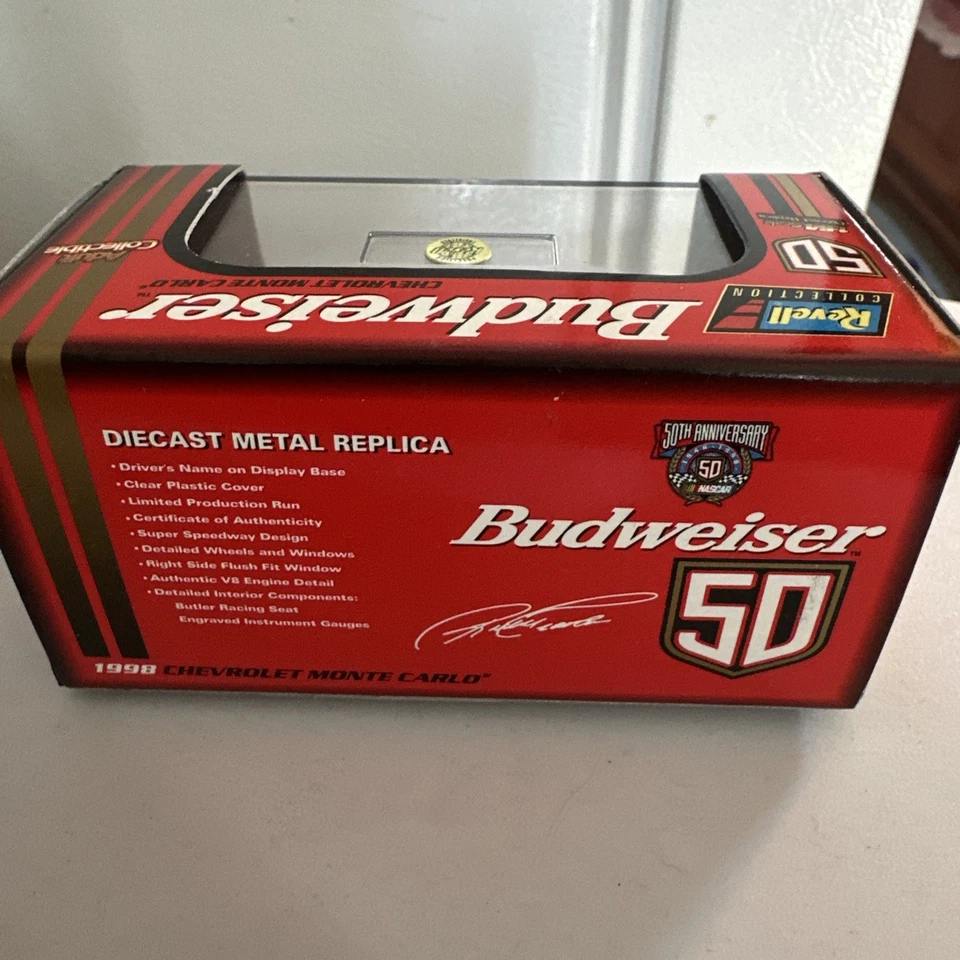 ADULT
Collectible
CHEVROLET MONTE CARLO
Budweiser™
50
Revell
COLLECTION
DIECAST METAL REPLICA
• Driver's Name on Display Base
• Clear Plastic Cover
• Limited Production Run
• Certificate of Authenticity
• Super Speedway Design
• Detailed Wheels and Windows
• Right Side Flush Fit Window
• Authentic V8 Engine Detail
• Detailed Interior Components:
Butler Racing Seat
Engraved Instrument Gauges
1998 CHEVROLET MONTE CARLO
50TH ANNIVERSARY
50
NASCAR
Budweiser™
50